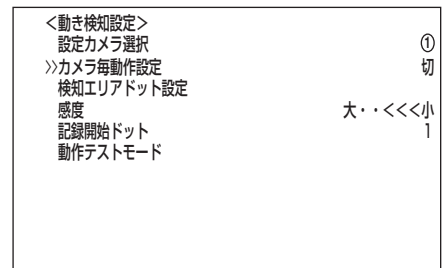 <動き検知設定>
設定カメラ選択 ①
>>カメラ毎動作設定 切
検知エリアドット設定
感度 大・・<<<小
記録開始ドット 1
動作テストモード